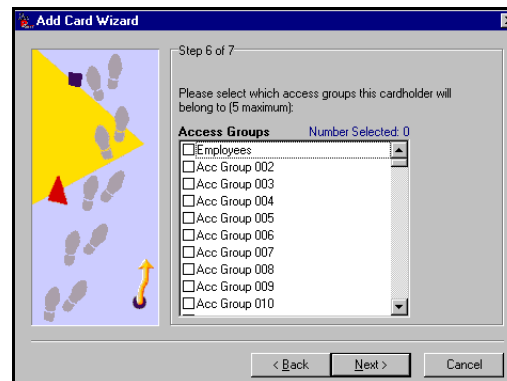 Add Card Wizard
Step 6 of 7
Please select which access groups this cardholder will
belong to (5 maximum):
Access Groups Number Selected: 0
Employees
Acc Group 002
Acc Group 003
Acc Group 004
Acc Group 005
Acc Group 006
Acc Group 007
Acc Group 008
Acc Group 009
Acc Group 010
< Back Next > Cancel